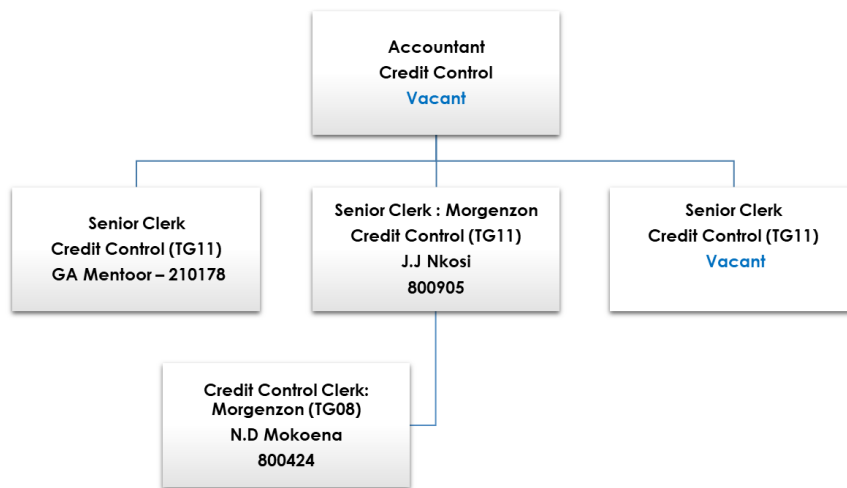 Accountant
Credit Control
Vacant
Senior Clerk
Credit Control (TG11)
GA Mentoor – 210178
Senior Clerk : Morgenzon
Credit Control (TG11)
J.J Nkosi
800905
Senior Clerk
Credit Control (TG11)
Vacant
Credit Control Clerk:
Morgenzon (TG08)
N.D Mokoena
800424